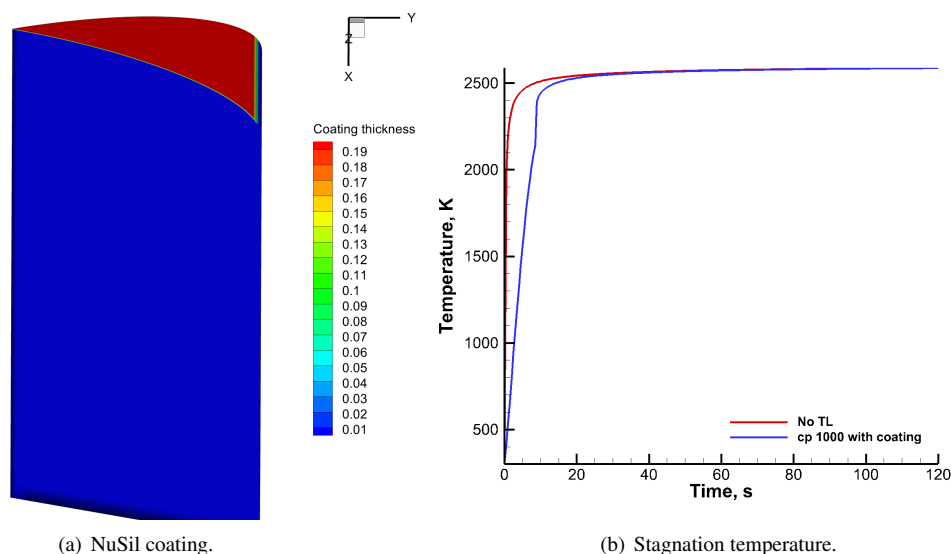 Y
Z
X
Coating thickness
0.19
0.18
0.17
0.16
0.15
0.14
0.13
0.12
0.11
0.1
0.09
0.08
0.07
0.06
0.05
0.04
0.03
0.02
0.01
(a) NuSil coating.
Temperature, K
2500
2000
1500
1000
500
No TL
cp 1000 with coating
0 20 40 60 80 100 120
Time, s
(b) Stagnation temperature.